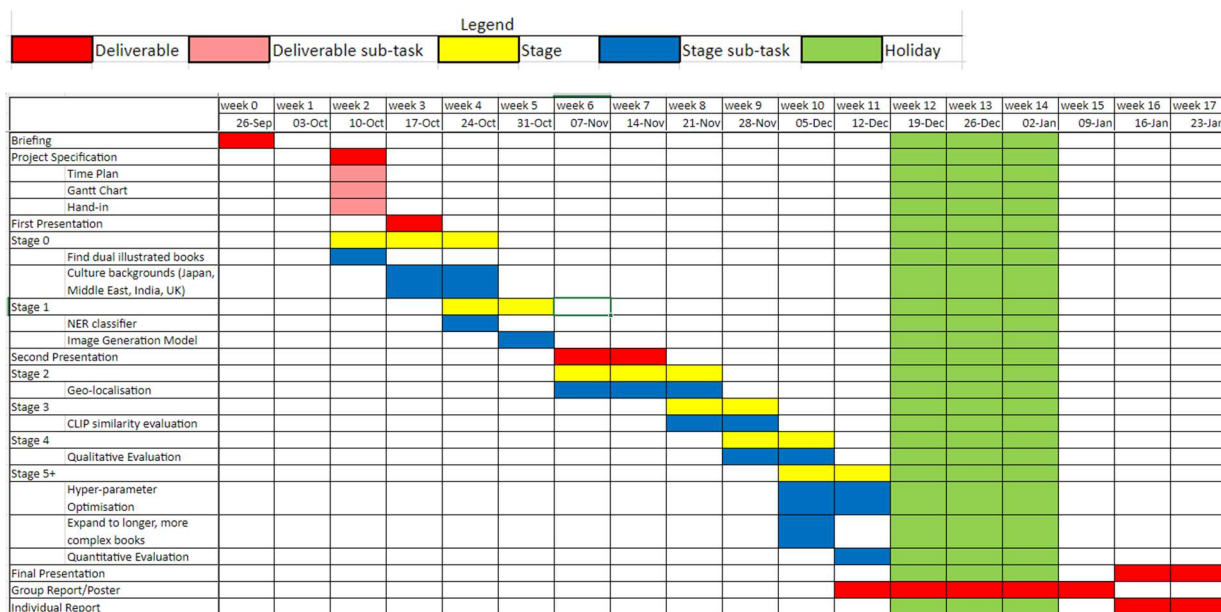 Legend
Deliverable Deliverable sub-task Stage Stage sub-task Holiday
week 0 week 1 week 2 week 3 week 4 week 5 week 6 week 7 week 8 week 9 week 10 week 11 week 12 week 13 week 14 week 15 week 16 week 17
26-Sep 03-Oct 10-Oct 17-Oct 24-Oct 31-Oct 07-Nov 14-Nov 21-Nov 28-Nov 05-Dec 12-Dec 19-Dec 26-Dec 02-Jan 09-Jan 16-Jan 23-Jan
Briefing
Project Specification
Time Plan
Gantt Chart
Hand-in
First Presentation
Stage 0
Find dual illustrated books
Culture backgrounds (Japan,
Middle East, India, UK)
Stage 1
NER classifier
Image Generation Model
Second Presentation
Stage 2
Geo-localisation
Stage 3
CLIP similarity evaluation
Stage 4
Qualitative Evaluation
Stage 5+
Hyper-parameter
Optimisation
Expand to longer, more
complex books
Quantitative Evaluation
Final Presentation
Group Report/Poster
Individual Report